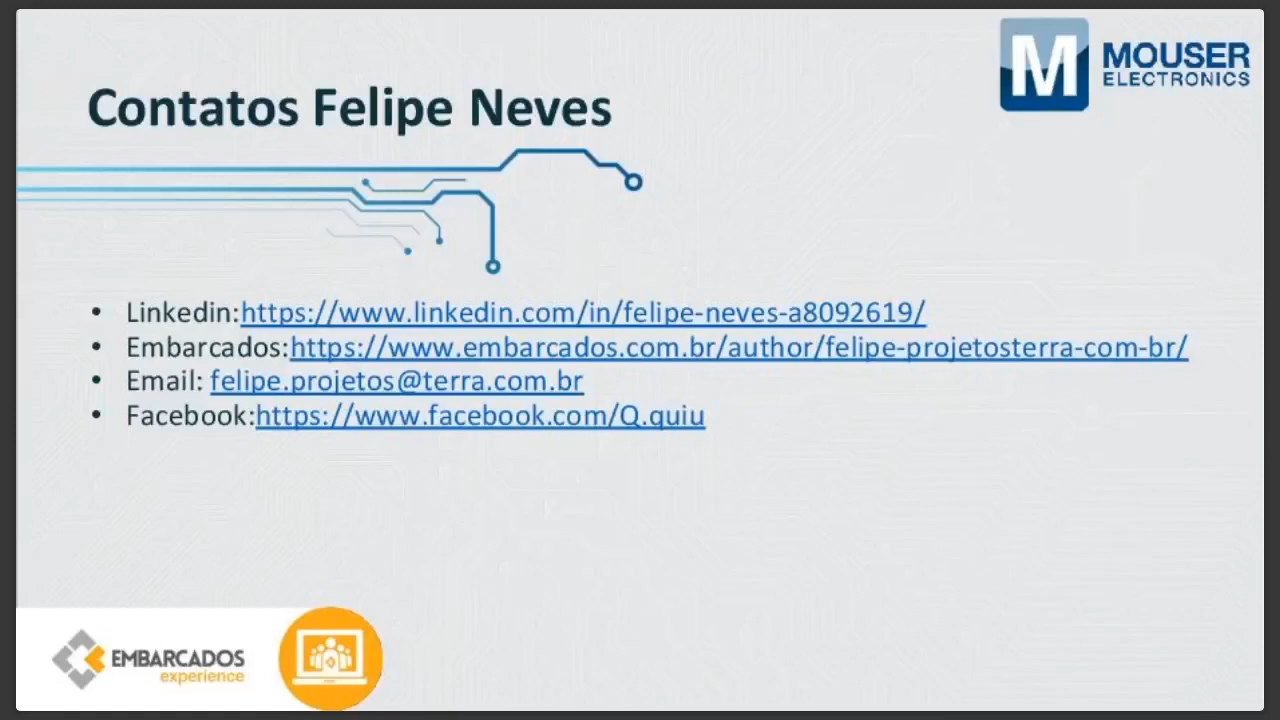 M MOUSER
ELECTRONICS
Contatos Felipe Neves
• Linkedin:https://www.linkedin.com/in/felipe-neves-a8092619/
• Embarcados:https://www.embarcados.com.br/author/felipe-projetosterra-com-br/
• Email: felipe.projetos@terra.com.br
• Facebook:https://www.facebook.com/Q.quiu
EMBARCADOS
experience